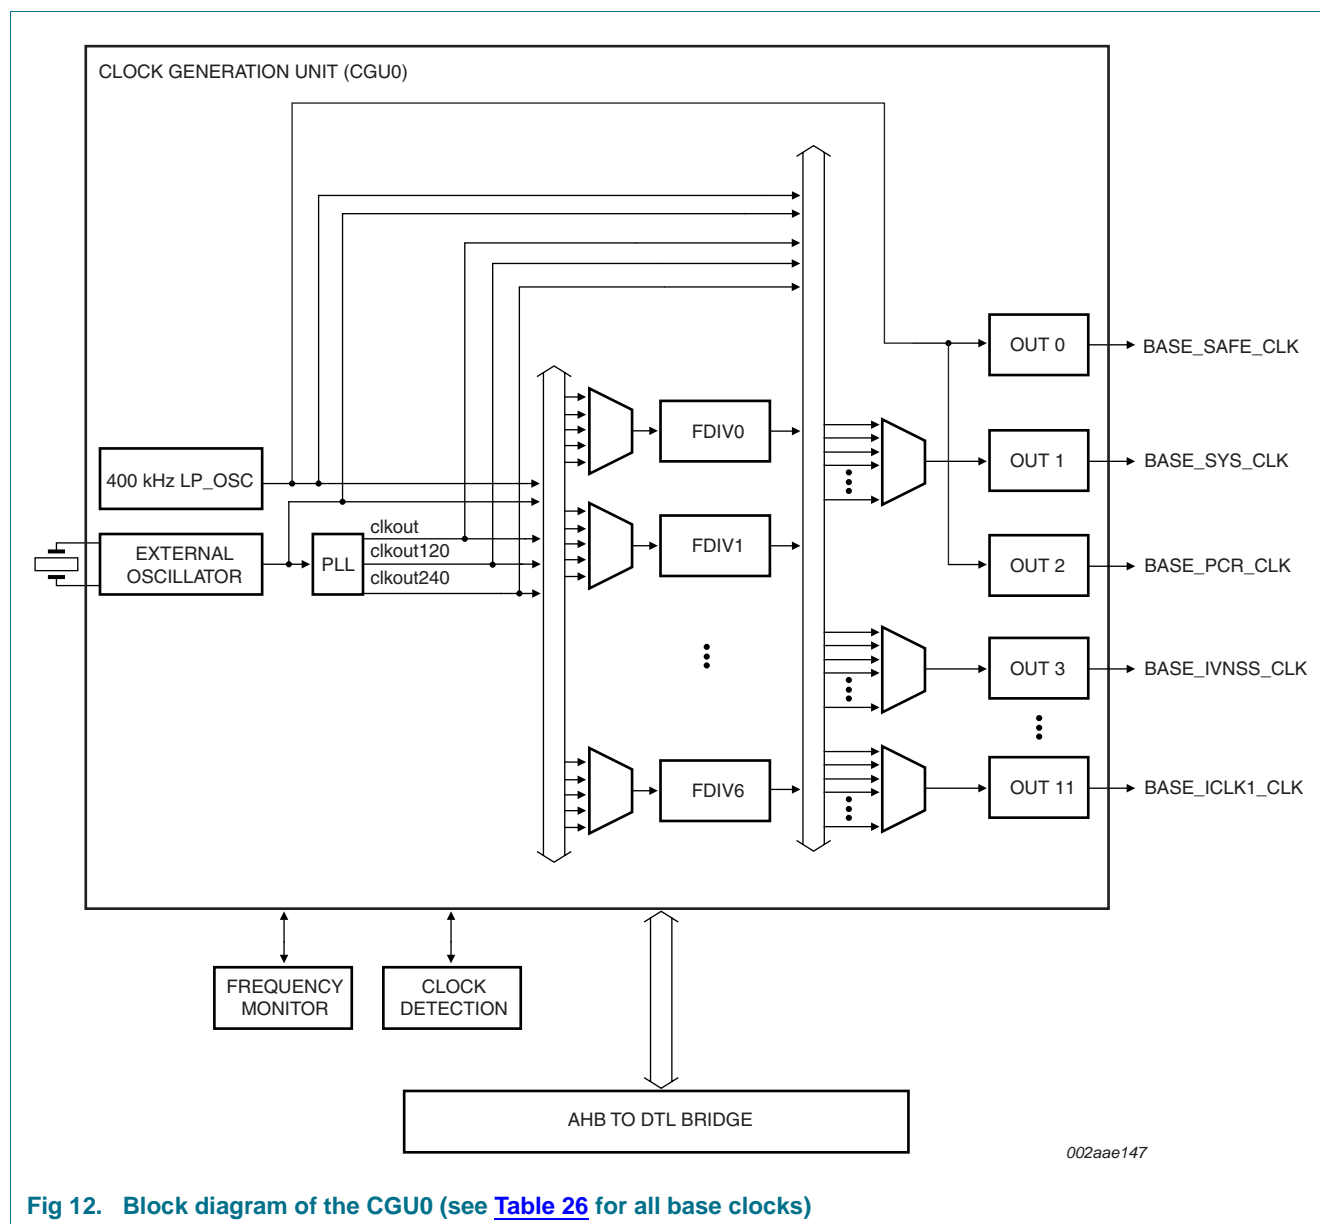 CLOCK GENERATION UNIT (CGU0)
400 kHz LP_OSC
EXTERNAL
OSCILLATOR
PLL
clkout
clkout120
clkout240
FDIV0
FDIV1
FDIV6
OUT 0
BASE_SAFE_CLK
OUT 1
BASE_SYS_CLK
OUT 2
BASE_PCR_CLK
OUT 3
BASE_IVNSS_CLK
OUT 11
BASE_ICLK1_CLK
FREQUENCY
MONITOR
CLOCK
DETECTION
AHB TO DTL BRIDGE
002aae147
Fig 12. Block diagram of the CGU0 (see Table 26 for all base clocks)